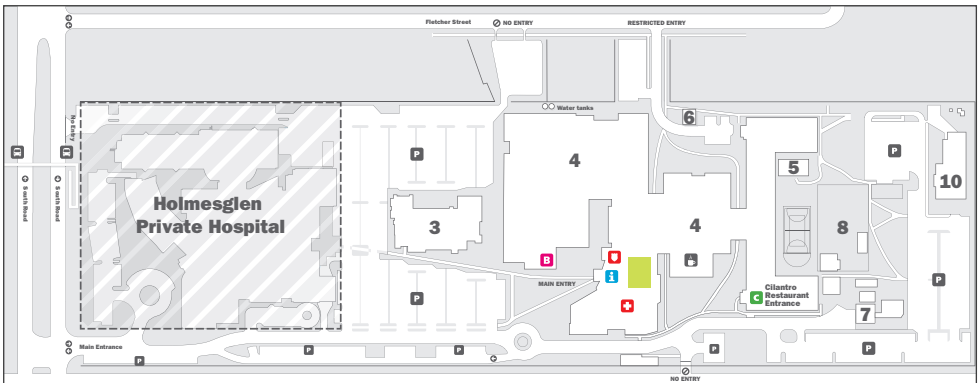 Fletcher Street
NO ENTRY
RESTRICTED ENTRY
Water tanks
No Entry
6
P
4
P
5
10
South Road
South Road
Holmesglen
Private Hospital
3
4
8
B
i
MAIN ENTRY
P
P
C
Cilantro
Restaurant
Entrance
7
Main Entrance
P
P
P
P
P
NO ENTRY